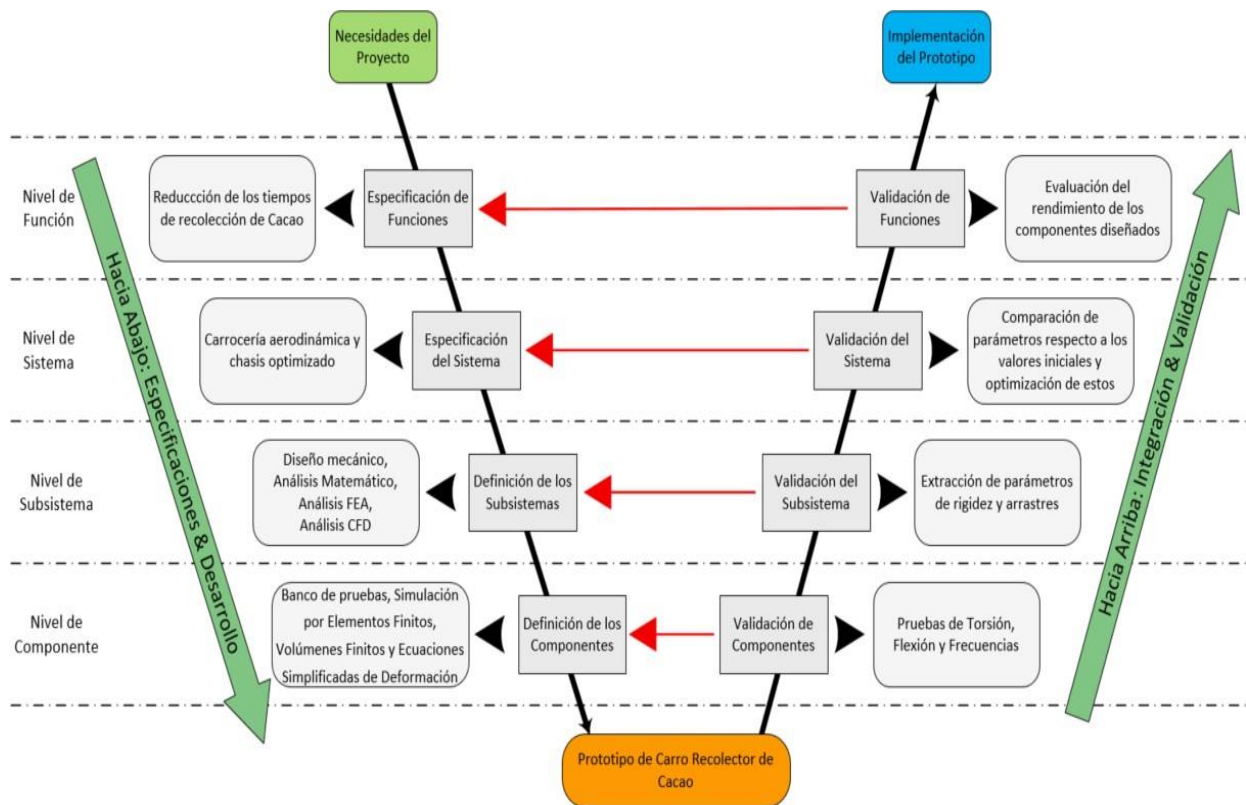 Necesidades del
Proyecto
Implementación
del Prototipo
Nivel de
Función
Reduccción de los tiempos
de recolección de Cacao
Especificación de
Funciones
Validación de
Funciones
Evaluación del
rendimiento de los
componentes diseñados
Hacia Abajo: Especificaciones & Desarrollo
Hacia Arriba: Integración & Validación
Nivel de
Sistema
Carrocería aerodinámica y
chasis optimizado
Especificación
del Sistema
Validación del
Sistema
Comparación de
parámetros respecto a los
valores iniciales y
optimización de estos
Nivel de
Subsistema
Diseño mecánico,
Análisis Matemático,
Análisis FEA,
Análisis CFD
Definición de los
Subsistemas
Validación del
Subsistema
Extracción de parámetros
de rigidez y arrastres
Nivel de
Componente
Banco de pruebas, Simulación
por Elementos Finitos,
Volúmenes Finitos y Ecuaciones
Simplificadas de Deformación
Definición de los
Componentes
Validación de
Componentes
Pruebas de Torsión,
Flexión y Frecuencias
Prototipo de Carro Recolector de
Cacao